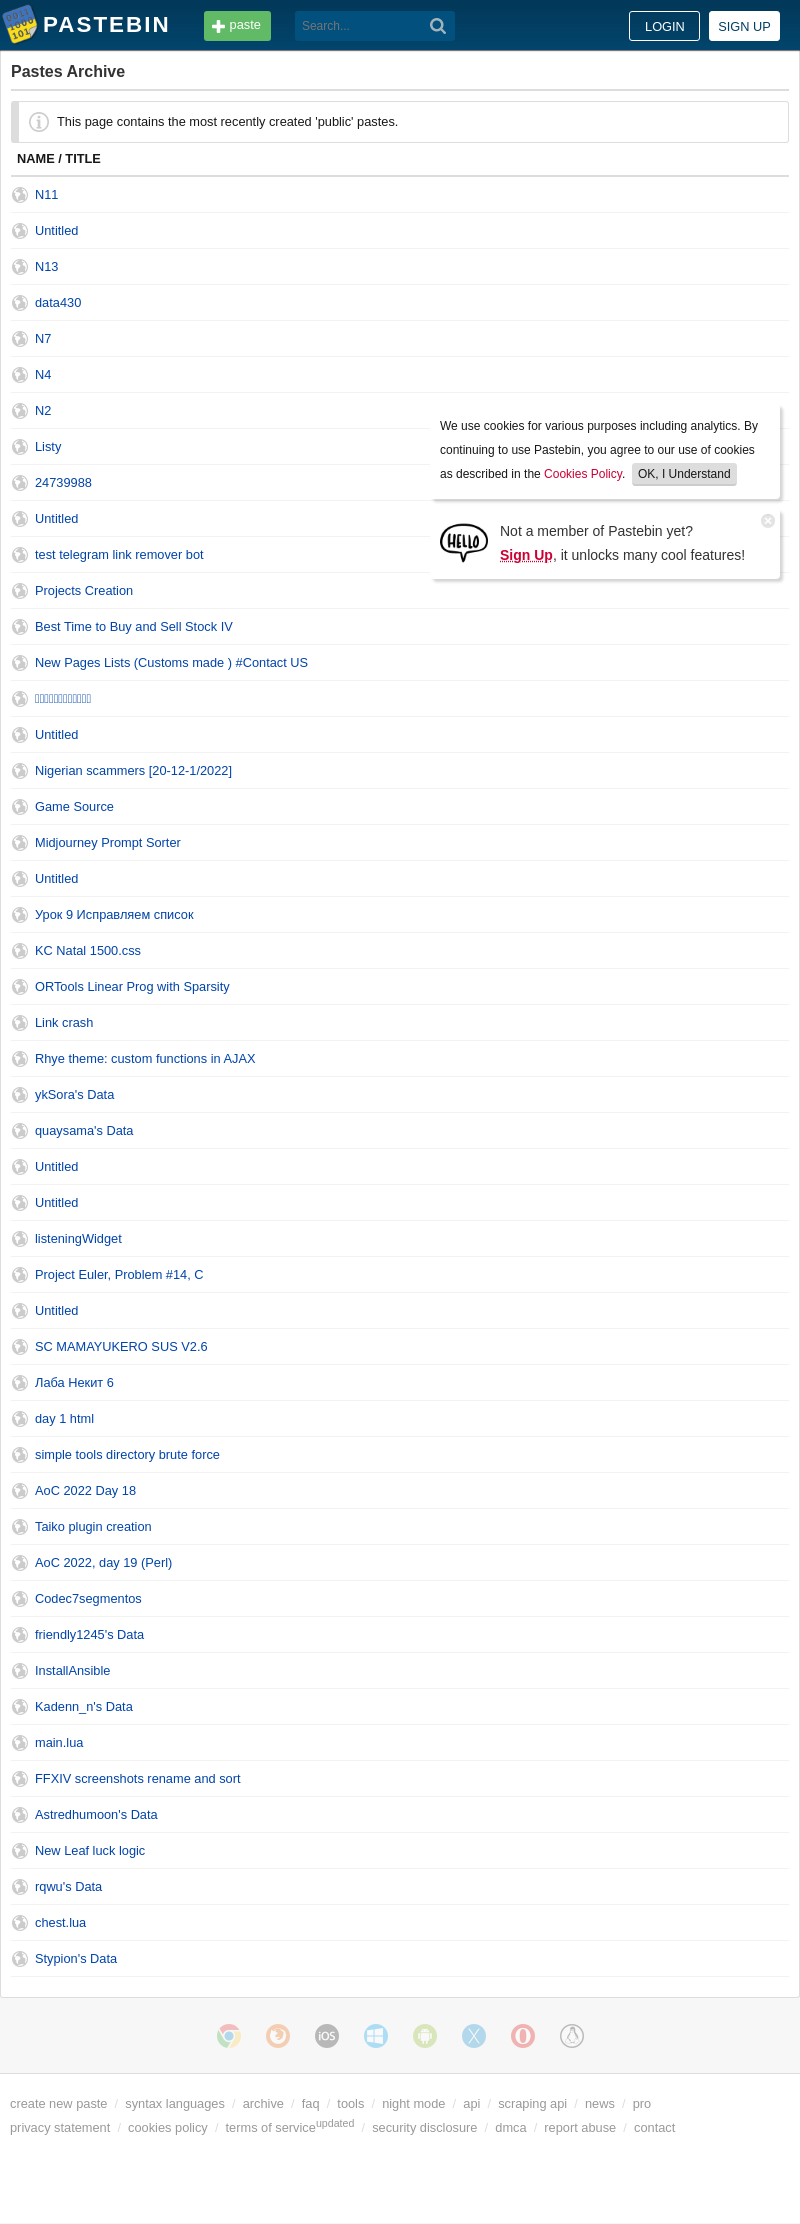 PASTEBIN
paste
Search...
LOGIN
SIGN UP
Pastes Archive
This page contains the most recently created 'public' pastes.
NAME / TITLE
N11
Untitled
N13
data430
N7
N4
N2
Listy
24739988
Untitled
test telegram link remover bot
Projects Creation
We use cookies for various purposes including analytics. By
continuing to use Pastebin, you agree to our use of cookies
as described in the Cookies Policy. OK, I Understand
HELLO
Not a member of Pastebin yet?
Sign Up, it unlocks many cool features!
Best Time to Buy and Sell Stock IV
New Pages Lists (Customs made ) #Contact US
Untitled
Nigerian scammers [20-12-1/2022]
Game Source
Midjourney Prompt Sorter
Untitled
Урок 9 Исправляем список
KC Natal 1500.css
ORTools Linear Prog with Sparsity
Link crash
Rhye theme: custom functions in AJAX
ykSora's Data
quaysama's Data
Untitled
Untitled
listeningWidget
Project Euler, Problem #14, C
Untitled
SC MAMAYUKERO SUS V2.6
Лаба Некит 6
day 1 html
simple tools directory brute force
AoC 2022 Day 18
Taiko plugin creation
AoC 2022, day 19 (Perl)
Codec7segmentos
friendly1245's Data
InstallAnsible
Kadenn_n's Data
main.lua
FFXIV screenshots rename and sort
Astredhumoon's Data
New Leaf luck logic
rqwu's Data
chest.lua
Stypion's Data
iOS
create new paste / syntax languages / archive / faq / tools / night mode / api / scraping api / news / pro
privacy statement / cookies policy / terms of service updated / security disclosure / dmca / report abuse / contact